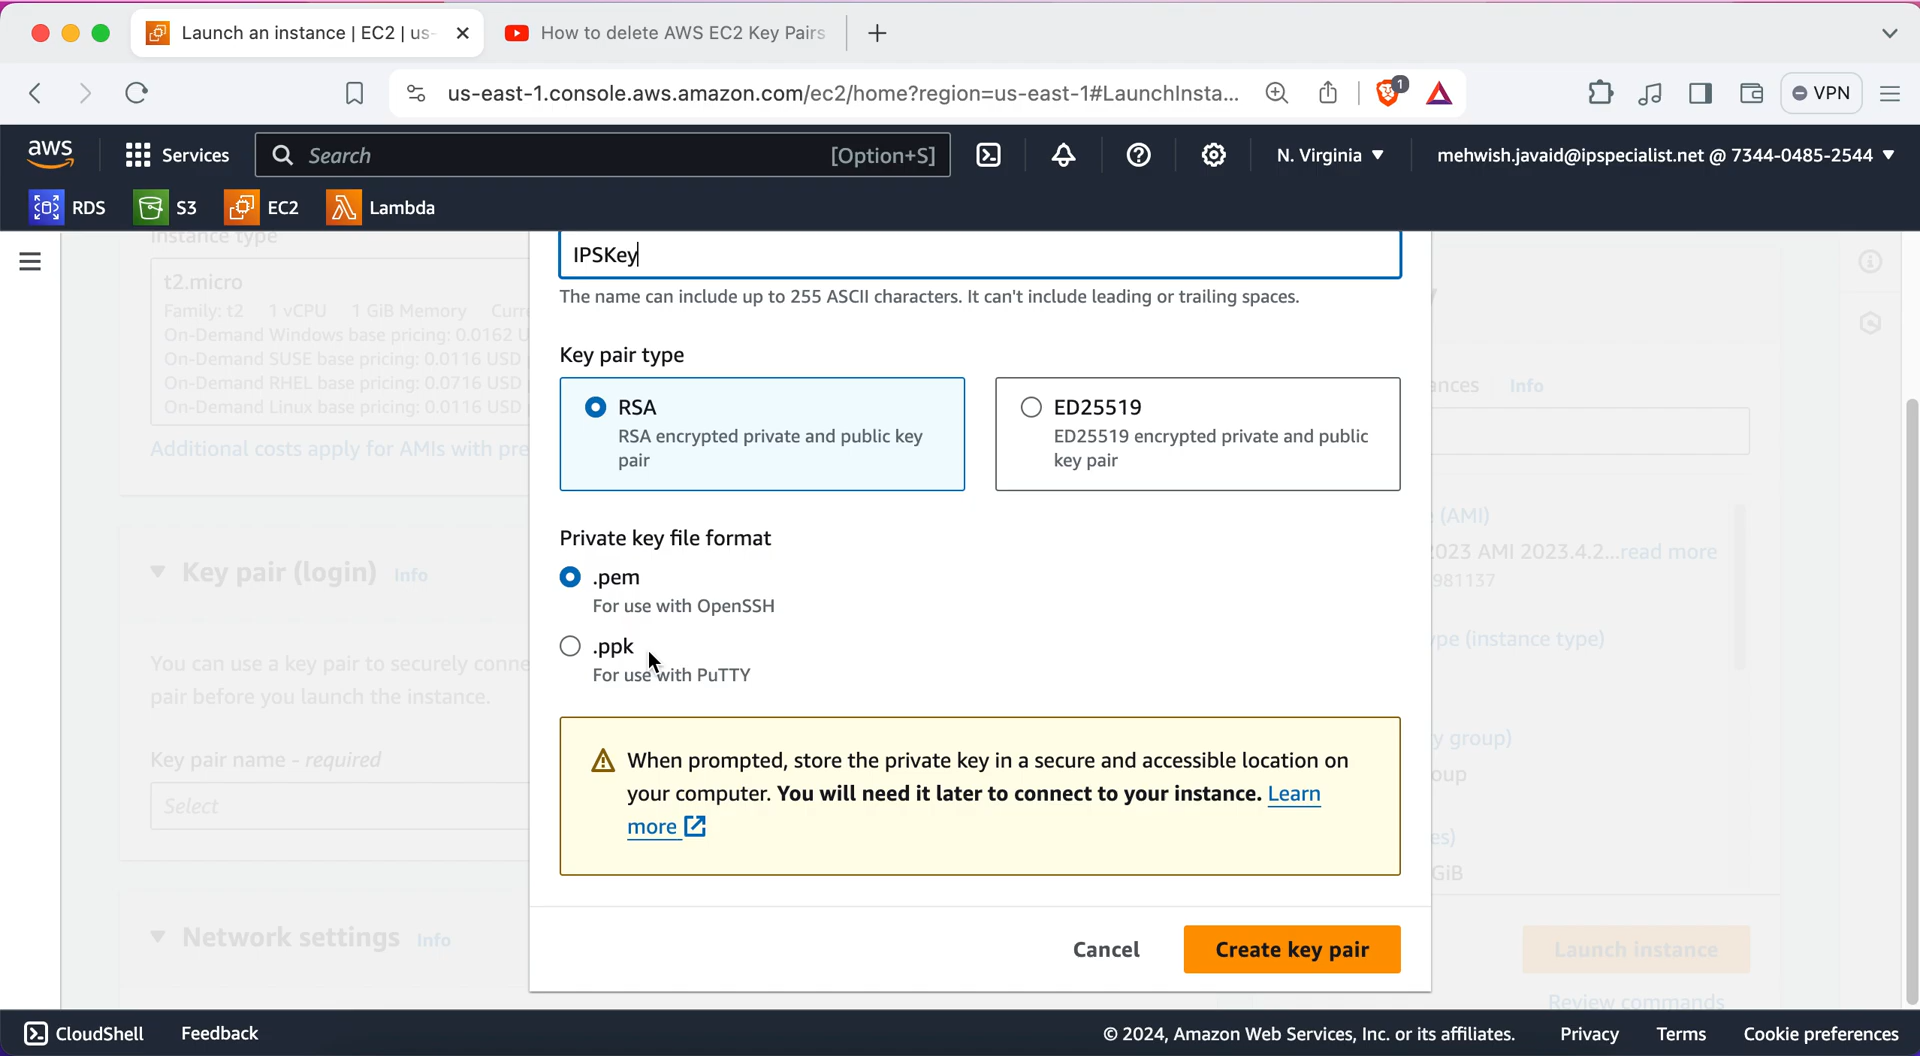 Launch an instance | EC2 | us-
How to delete AWS EC2 Key Pairs
us-east-1.console.aws.amazon.com/ec2/home?region=us-east-1#LaunchInsta...
1
VPN
aws
Services
Search
[Option+S]
N. Virginia
mehwish.javaid@ipspecialist.net @ 7344-0485-2544
RDS
S3
EC2
Lambda
Instance type
t2.micro
Family: t2 1 vCPU 1 GiB Memory Curr
On-Demand Windows base pricing: 0.0162 U
On-Demand SUSE base pricing: 0.0116 USD
On-Demand RHEL base pricing: 0.0716 USD
On-Demand Linux base pricing: 0.0116 USD
Additional costs apply for AMIs with pre
Key pair (login) Info
You can use a key pair to securely conne
pair before you launch the instance.
Key pair name - required
Select
Network settings Info
IPSKey
The name can include up to 255 ASCII characters. It can't include leading or trailing spaces.
Key pair type
RSA
RSA encrypted private and public key
pair
ED25519
ED25519 encrypted private and public
key pair
Private key file format
.pem
For use with OpenSSH
.ppk
For use with PuTTY
When prompted, store the private key in a secure and accessible location on
your computer. You will need it later to connect to your instance. Learn
more
Cancel
Create key pair
ances Info
(AMI)
023 AMI 2023.4.2...read more
981137
ype (instance type)
y group)
oup
es)
GiB
Launch instance
Review commands
CloudShell
Feedback
© 2024, Amazon Web Services, Inc. or its affiliates.
Privacy
Terms
Cookie preferences